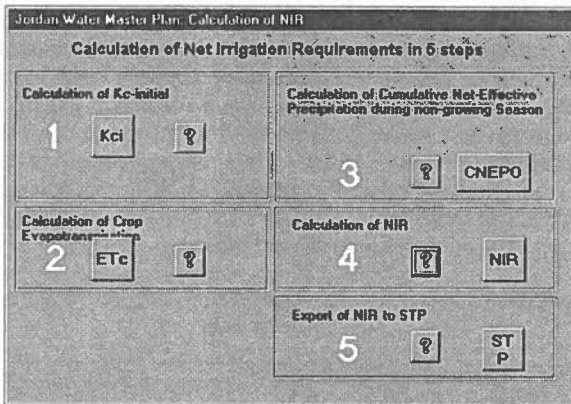 Jordan Water Master Plan: Calculation of NIR
Calculation of Net Irrigation Requirements in 5 steps
Calculation of Kc-initial
1 Kci ?
Calculation of Crop
Evapotranspiration
2 ETc ?
Calculation of Cumulative Net-Effective
Precipitation during non-growing Season
3 ? CNEPO
Calculation of NIR
4 ? NIR
Export of NIR to STP
5 ? ST
P